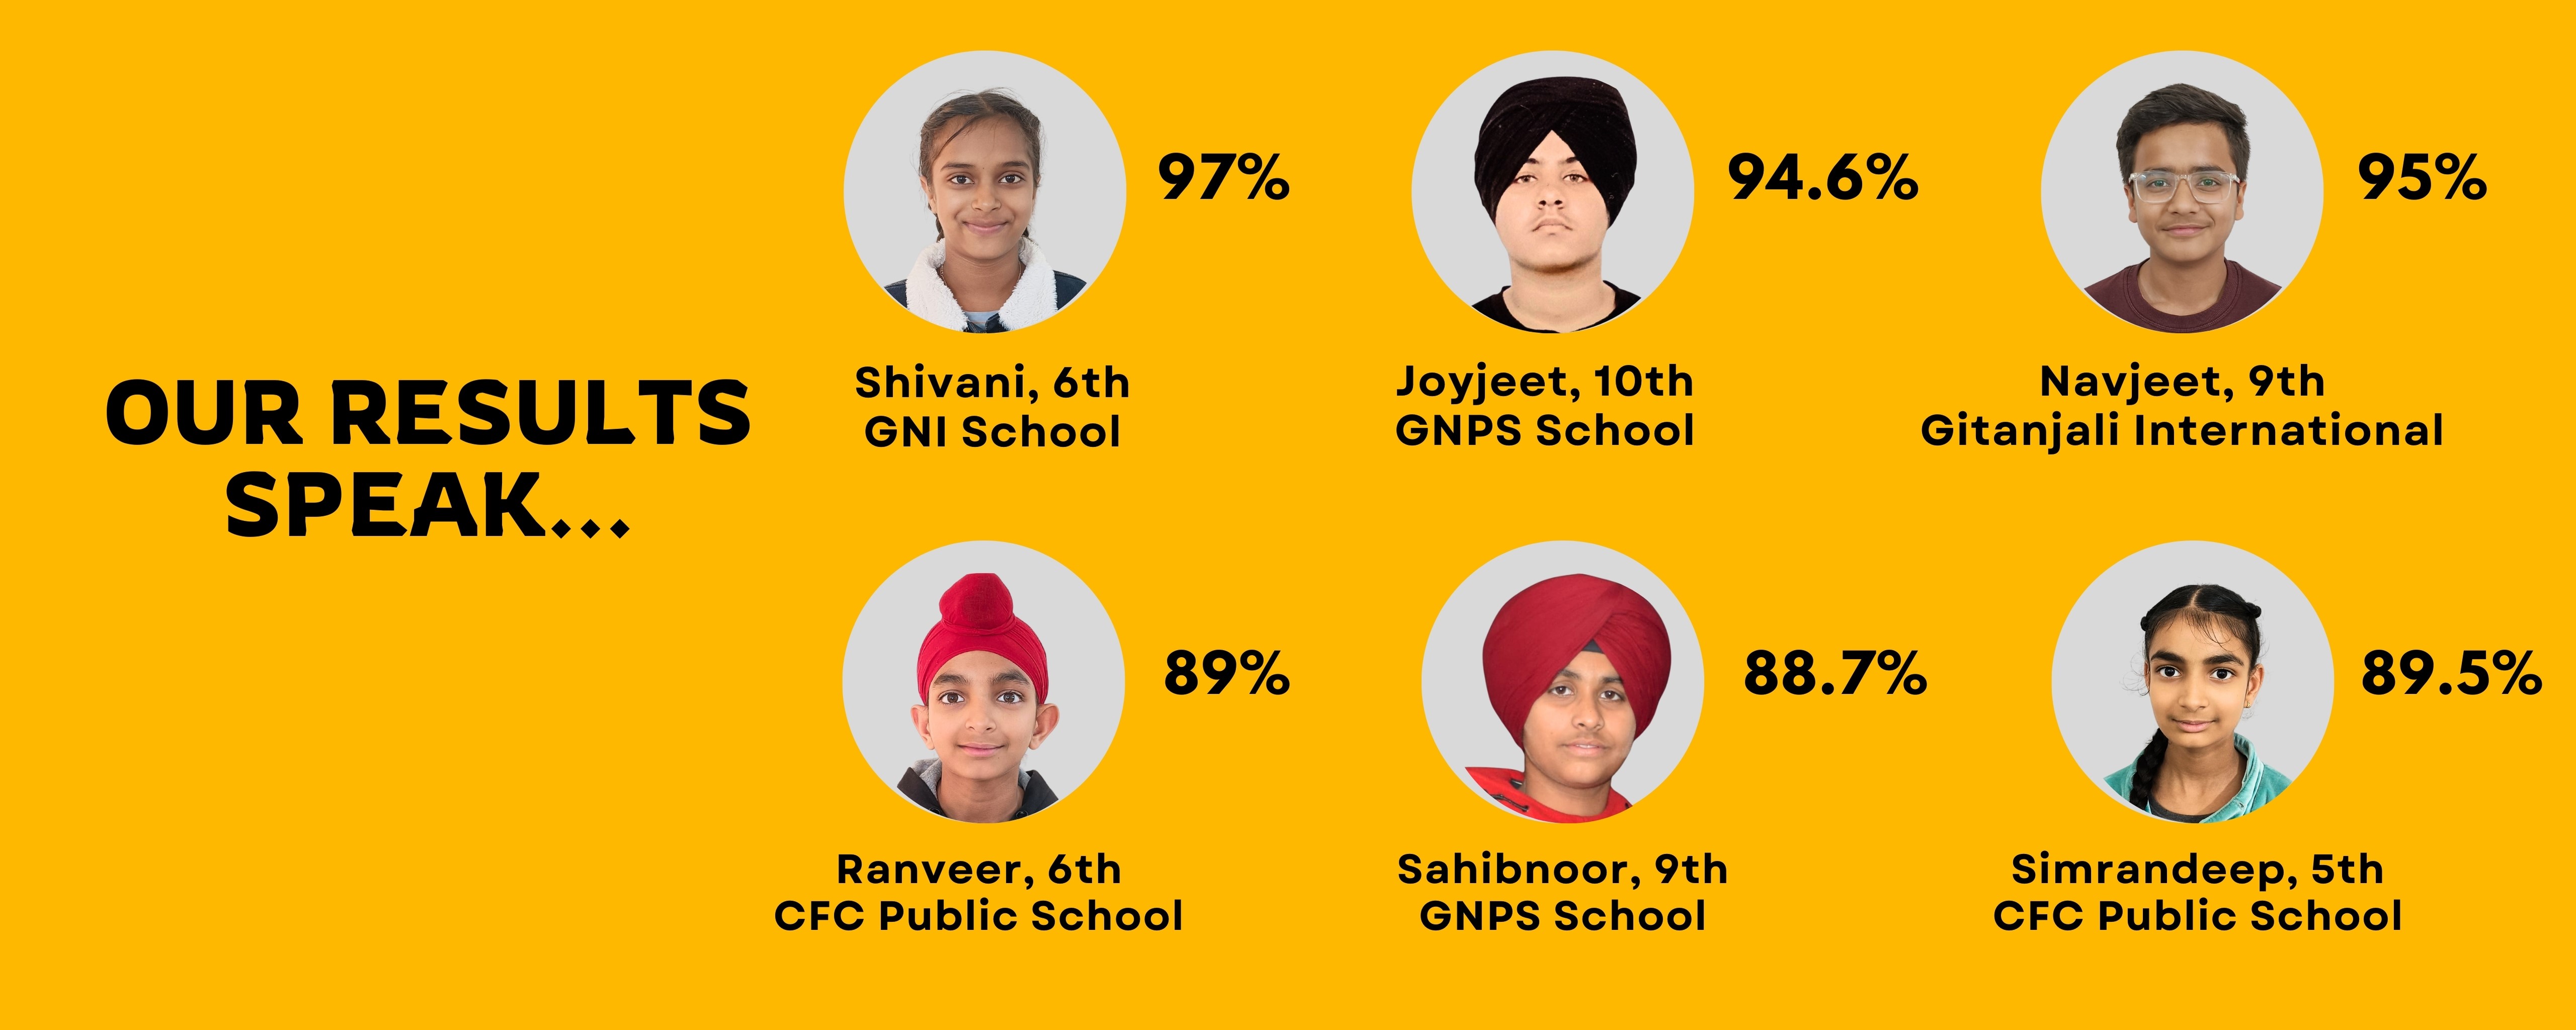 OUR RESULTS
SPEAK...
97%
Shivani, 6th
GNI School
94.6%
Joyjeet, 10th
GNPS School
95%
Navjeet, 9th
Gitanjali International
89%
Ranveer, 6th
CFC Public School
88.7%
Sahibnoor, 9th
GNPS School
89.5%
Simrandeep, 5th
CFC Public School